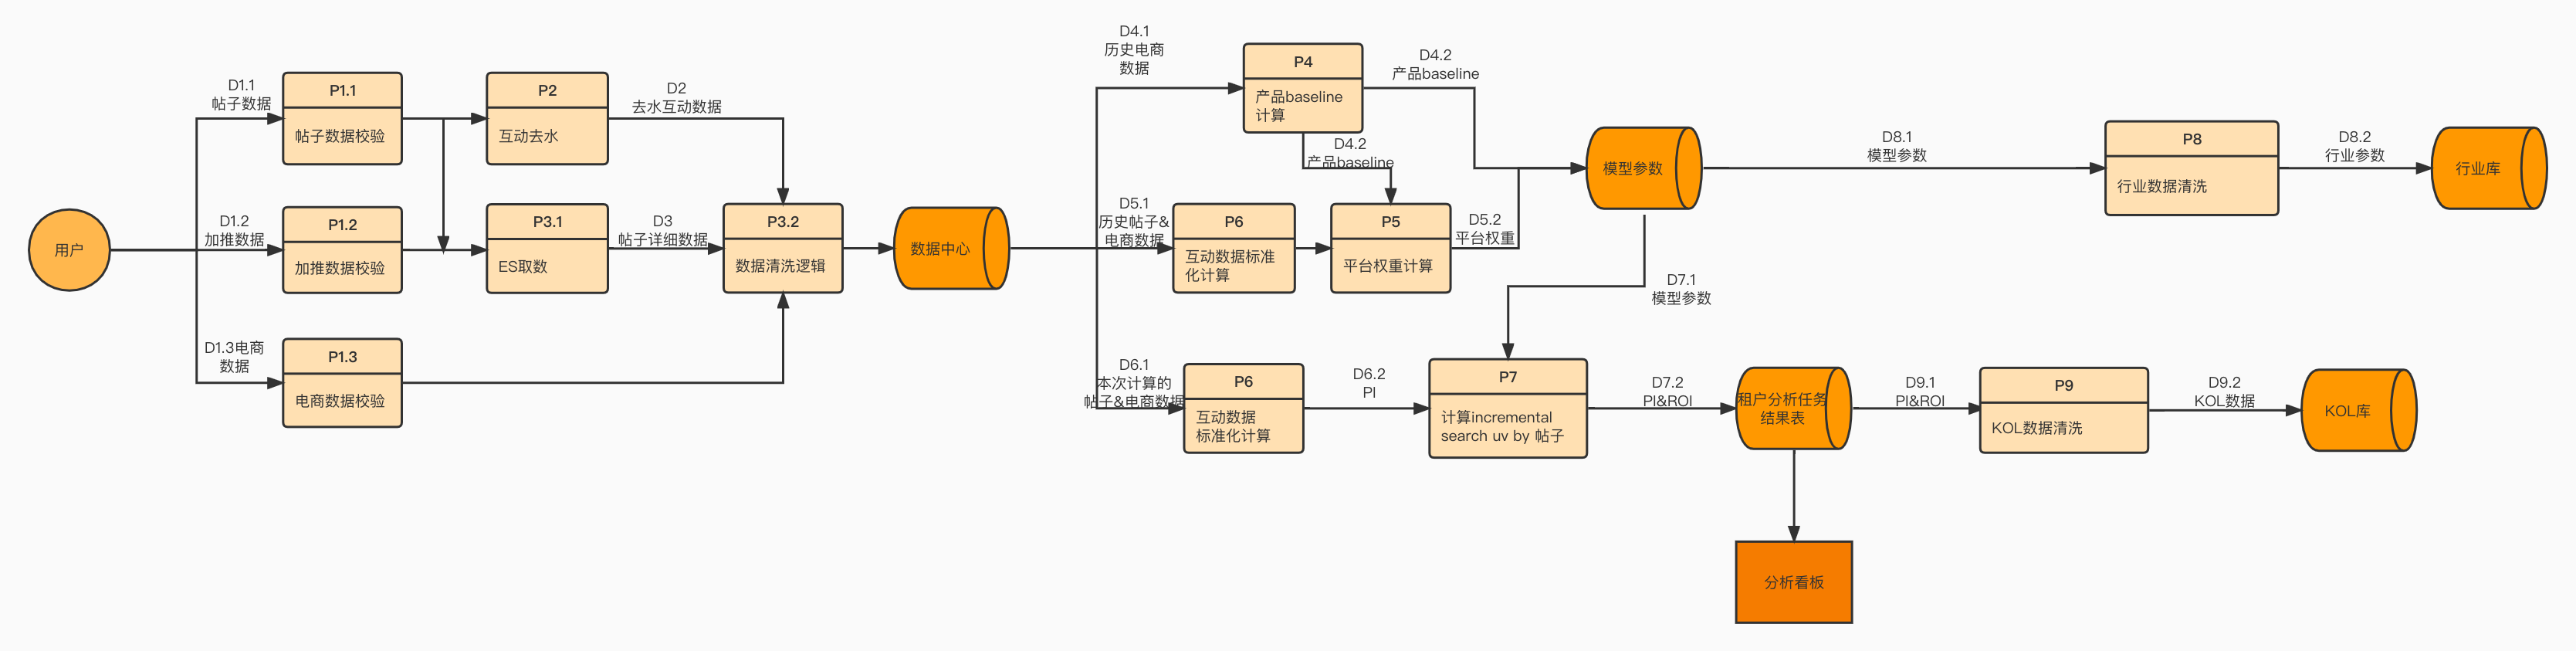 用户
D1.1
帖子数据
D1.2
加推数据
D1.3电商
数据
P1.1
帖子数据校验
P1.2
加推数据校验
P1.3
电商数据校验
P2
互动去水
P3.1
ES取数
D2
去水互动数据
D3
帖子详细数据
P3.2
数据清洗逻辑
数据中心
D4.1
历史电商
数据
D5.1
历史帖子&
电商数据
D6.1
本次计算的
帖子&电商数据
P4
产品baseline
计算
D4.2
产品baseline
D4.2
产品baseline
P6
互动数据标准
化计算
P5
平台权重计算
D5.2
平台权重
P6
互动数据
标准化计算
D6.2
PI
模型参数
D7.1
模型参数
P7
计算incremental
search uv by 帖子
D7.2
PI&ROI
租户分析任务
结果表
分析看板
D8.1
模型参数
P8
行业数据清洗
D8.2
行业参数
行业库
D9.1
PI&ROI
P9
KOL数据清洗
D9.2
KOL数据
KOL库